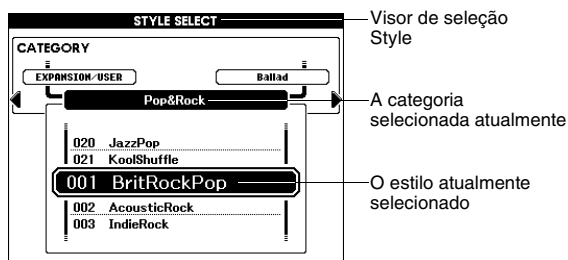 STYLE SELECT
Visor de seleção
Style
CATEGORY
EXPANSION/USER
Ballad
Pop&Rock
A categoria
selecionada atualmente
020 JazzPop
021 KoolShuffle
001 BritRockPop
O estilo atualmente
selecionado
002 AcousticRock
003 IndieRock